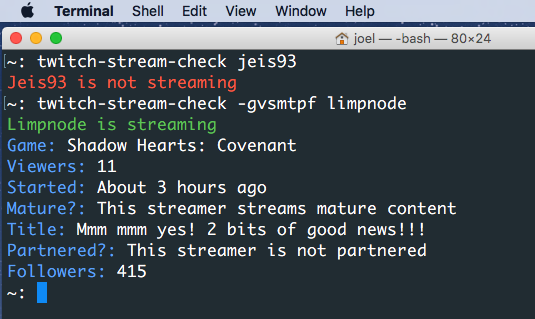 Terminal Shell Edit View Window Help
joel — -bash — 80×24
[~: twitch-stream-check jeis93
Jeis93 is not streaming
[~: twitch-stream-check -gvsmtpf limpnode
Limpnode is streaming
Game: Shadow Hearts: Covenant
Viewers: 11
Started: About 3 hours ago
Mature?: This streamer streams mature content
Title: Mmm mmm yes! 2 bits of good news!!!
Partnered?: This streamer is not partnered
Followers: 415
~: